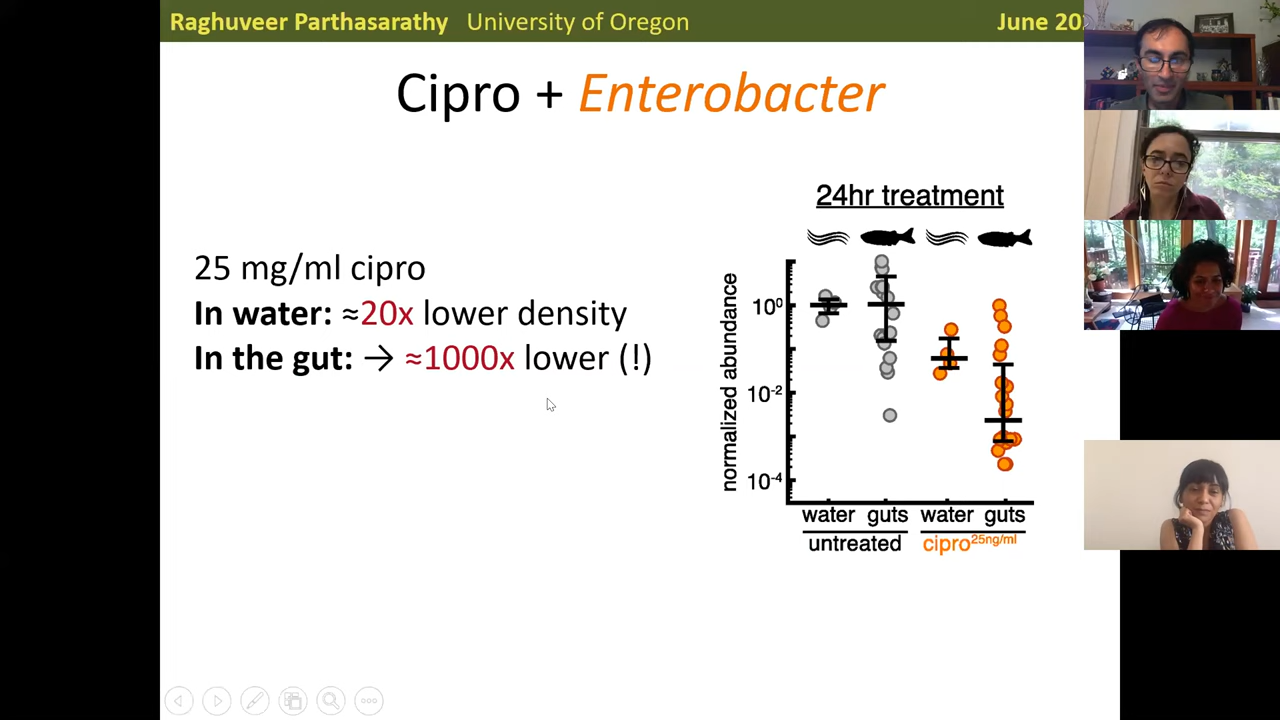 Raghuveer Parthasarathy University of Oregon June 20
Cipro + Enterobacter
25 mg/ml cipro
In water: ≈20x lower density
In the gut: → ≈1000x lower (!)
24hr treatment
normalized abundance
10⁰
10⁻²
10⁻⁴
water guts water guts
untreated cipro²⁵ⁿᵍ/ᵐˡ